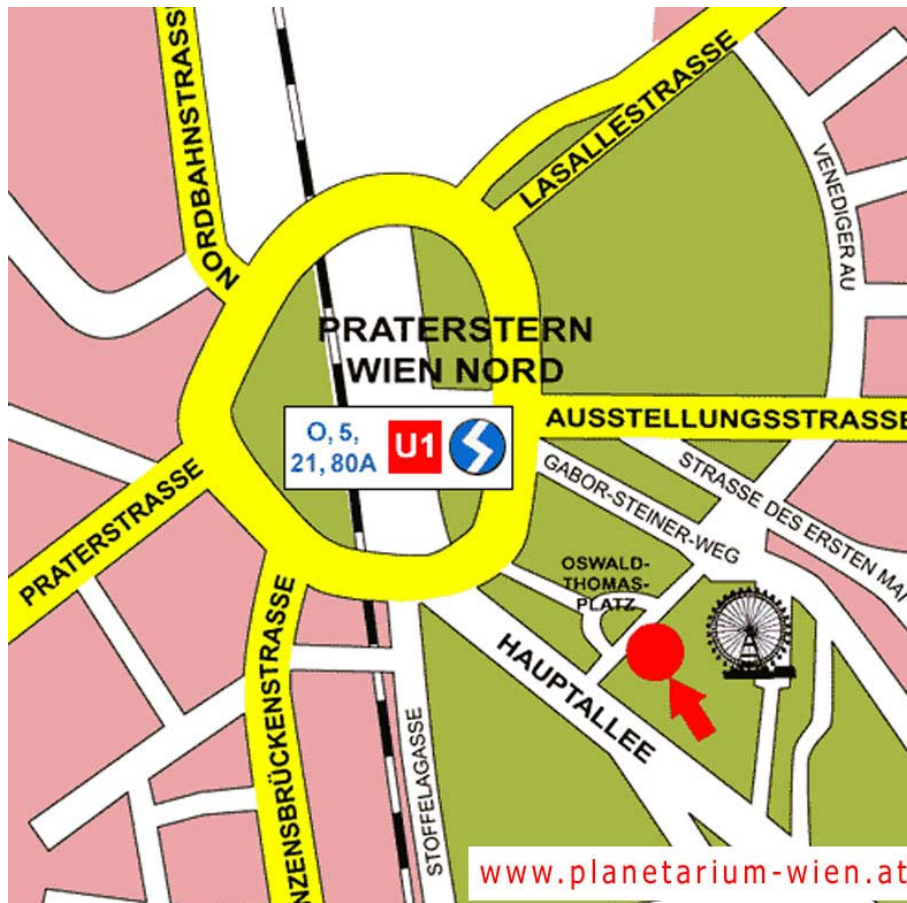 NORDBAHNSTRASSE
LASALLESTRASSE
VENEDIGER AU
PRATERSTERN
WIEN NORD
O, 5,
21, 80A
U1
AUSSTELLUNGSSTRASSE
GABOR-STEINER-WEG
STRASSE DES ERSTEN MAI
PRATERSTRASSE
OSWALD-
THOMAS-
PLATZ
HAUPTALLEE
NZENSBRÜCKENSTRASSE
STOFFELAGASSE
www.planetarium-wien.at